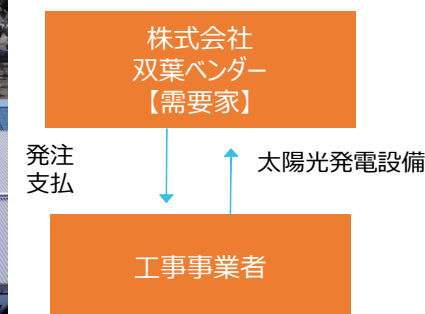 株式会社
双葉ベンダー
【需要家】
発注
支払
太陽光発電設備
工事事業者